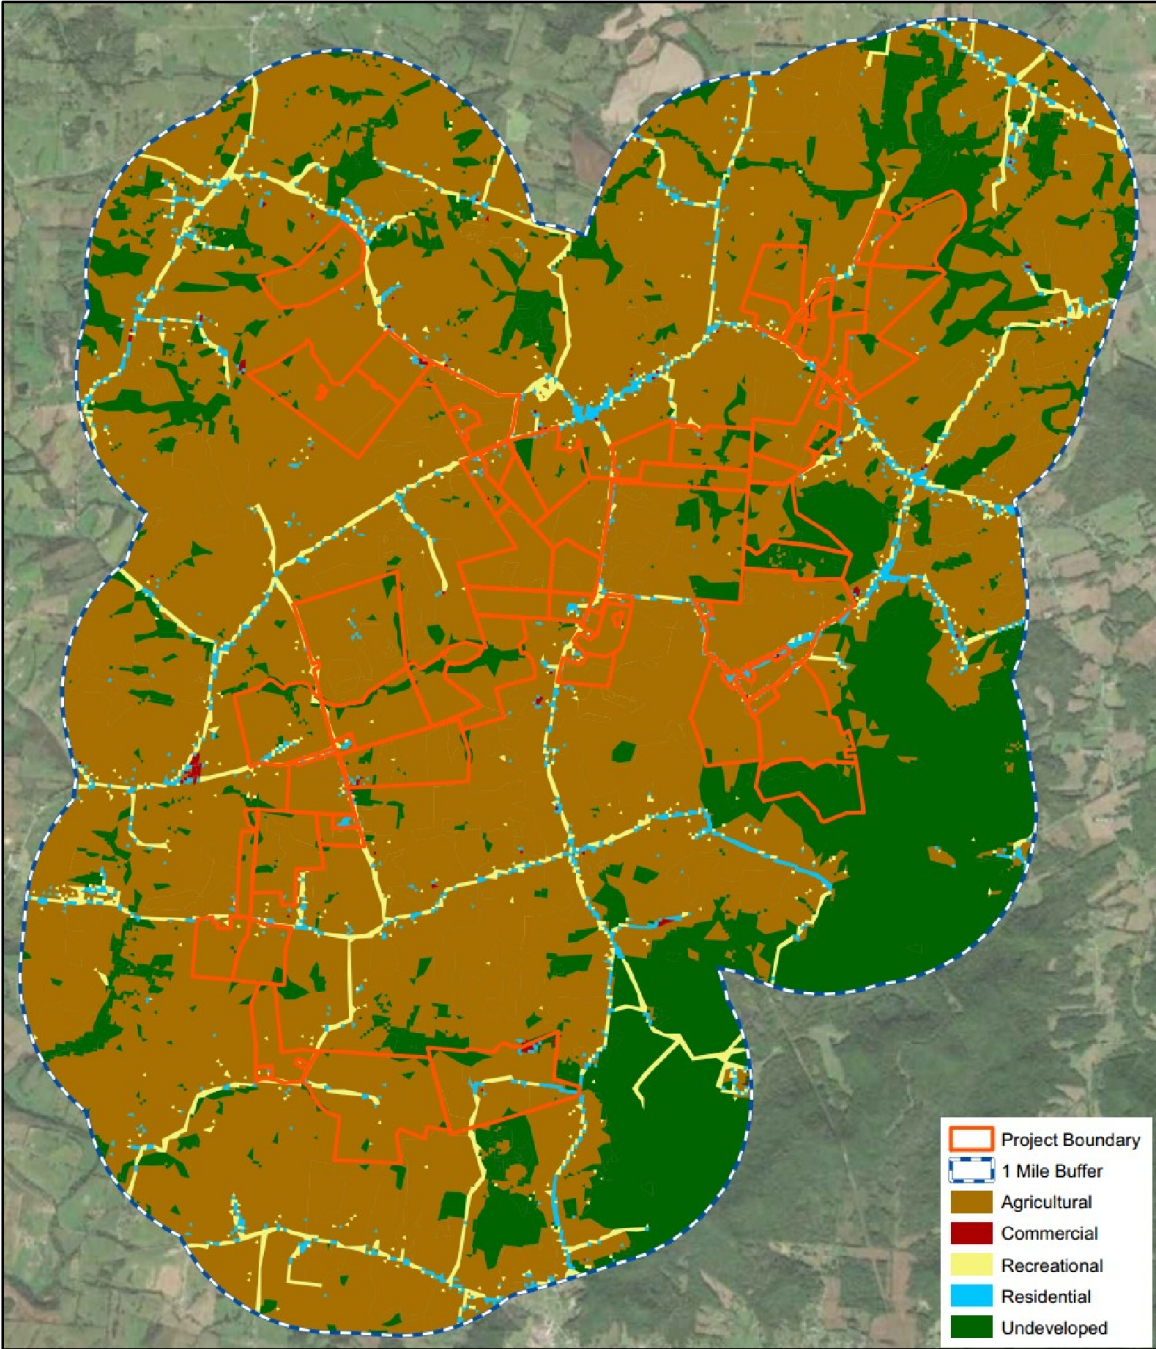 Project Boundary
1 Mile Buffer
Agricultural
Commercial
Recreational
Residential
Undeveloped